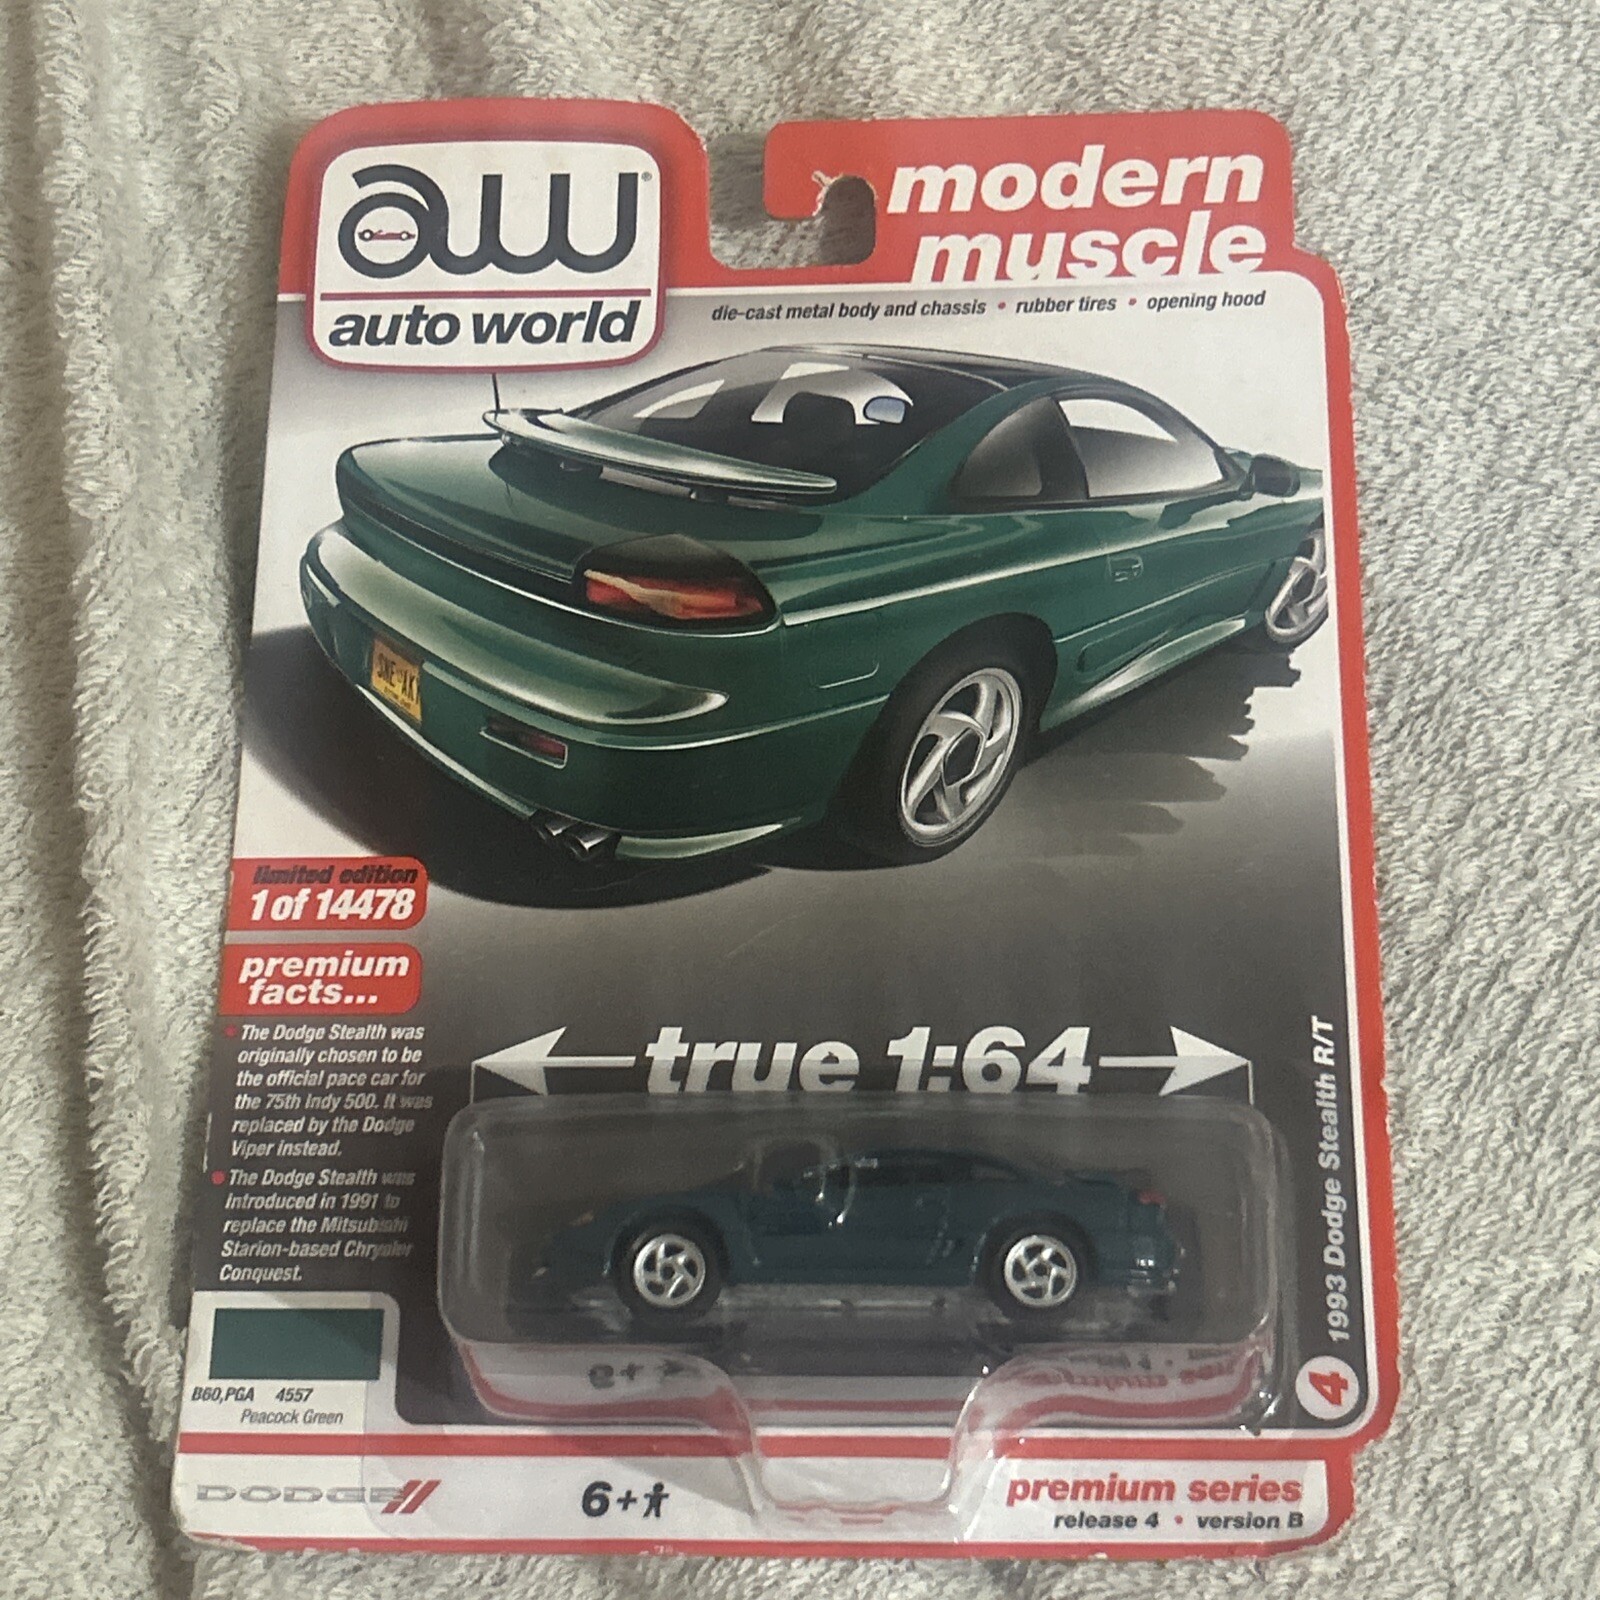 aw®
auto world
modern
muscle
die-cast metal body and chassis • rubber tires • opening hood
limited edition
1 of 14478
premium
facts...
• The Dodge Stealth was
originally chosen to be
the official pace car for
the 75th Indy 500. It was
replaced by the Dodge
Viper instead.
• The Dodge Stealth was
introduced in 1991 to
replace the Mitsubishi
Starion-based Chrysler
Conquest.
true 1:64
1993 Dodge Stealth R/T
4
B60,PGA 4557
Peacock Green
DODGE
6+
premium series
release 4 • version B